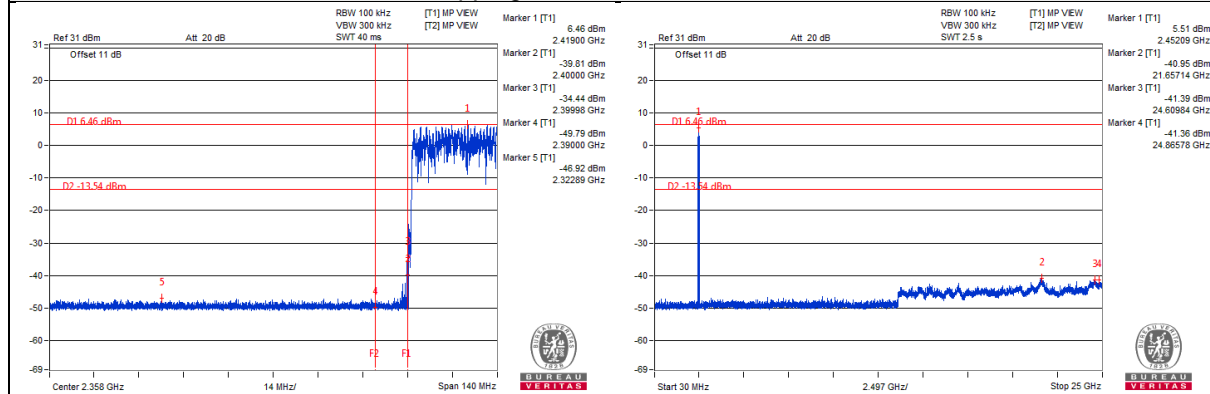 RBW 100 kHz [T1] MP VIEW
VBW 300 kHz [T2] MP VIEW
Ref 31 dBm Att 20 dB SWT 40 ms
Marker 1 [T1]
6.46 dBm
2.41900 GHz
Marker 2 [T1]
-39.81 dBm
2.40000 GHz
Marker 3 [T1]
-34.44 dBm
2.39998 GHz
Marker 4 [T1]
-49.79 dBm
2.39000 GHz
Marker 5 [T1]
-46.92 dBm
2.32289 GHz
31
Offset 11 dB
20
10
D1 6.46 dBm
1
0
-10
D2 -13.54 dBm
-20
-30
-40
5
4
-50
-60
F2 F1
-69
Center 2.358 GHz 14 MHz/ Span 140 MHz
BUREAU VERITAS
1828
BUREAU
VERITAS
RBW 100 kHz [T1] MP VIEW
VBW 300 kHz [T2] MP VIEW
Ref 31 dBm Att 20 dB SWT 2.5 s
Marker 1 [T1]
5.51 dBm
2.45209 GHz
Marker 2 [T1]
-40.95 dBm
21.65714 GHz
Marker 3 [T1]
-41.39 dBm
24.60984 GHz
Marker 4 [T1]
-41.36 dBm
24.86578 GHz
31
Offset 11 dB
20
10
1
D1 6.46 dBm
0
-10
D2 -13.54 dBm
-20
-30
2 34
-40
-50
-60
-69
Start 30 MHz 2.497 GHz/ Stop 25 GHz
BUREAU VERITAS
1828
BUREAU
VERITAS